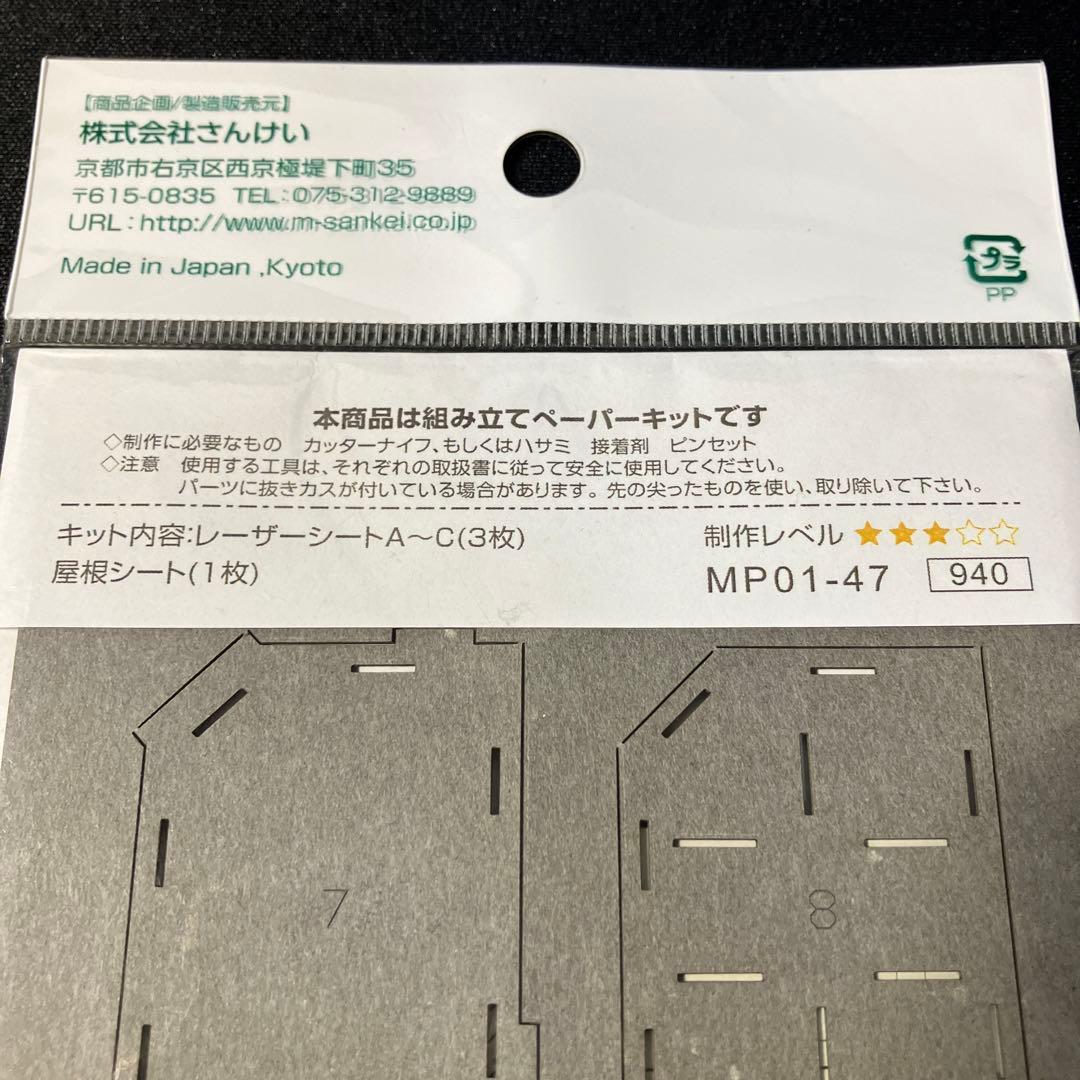 【商品企画/製造販売元】
株式会社さんけい
京都市右京区西京極堤下町35
〒615-0835 TEL:075-312-9889
URL:http://www.m-sankei.co.jp
Made in Japan ,Kyoto
プラ
PP
本商品は組み立てペーパーキットです
◇制作に必要なもの カッターナイフ、もしくはハサミ 接着剤 ピンセット
◇注意 使用する工具は、それぞれの取扱書に従って安全に使用してください。
パーツに抜きカスが付いている場合があります。先の尖ったものを使い、取り除いて下さい。
キット内容:レーザーシートA〜C(3枚)
屋根シート(1枚)
制作レベル ★★★☆☆
MP01-47 940
7
8